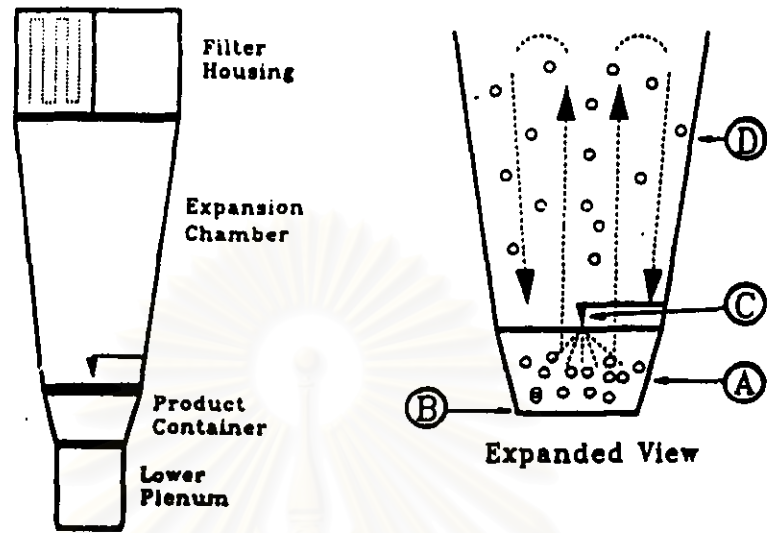 Filter
Housing
Expansion
Chamber
Product
Container
Lower
Plenum
D
C
A
B
Expanded View